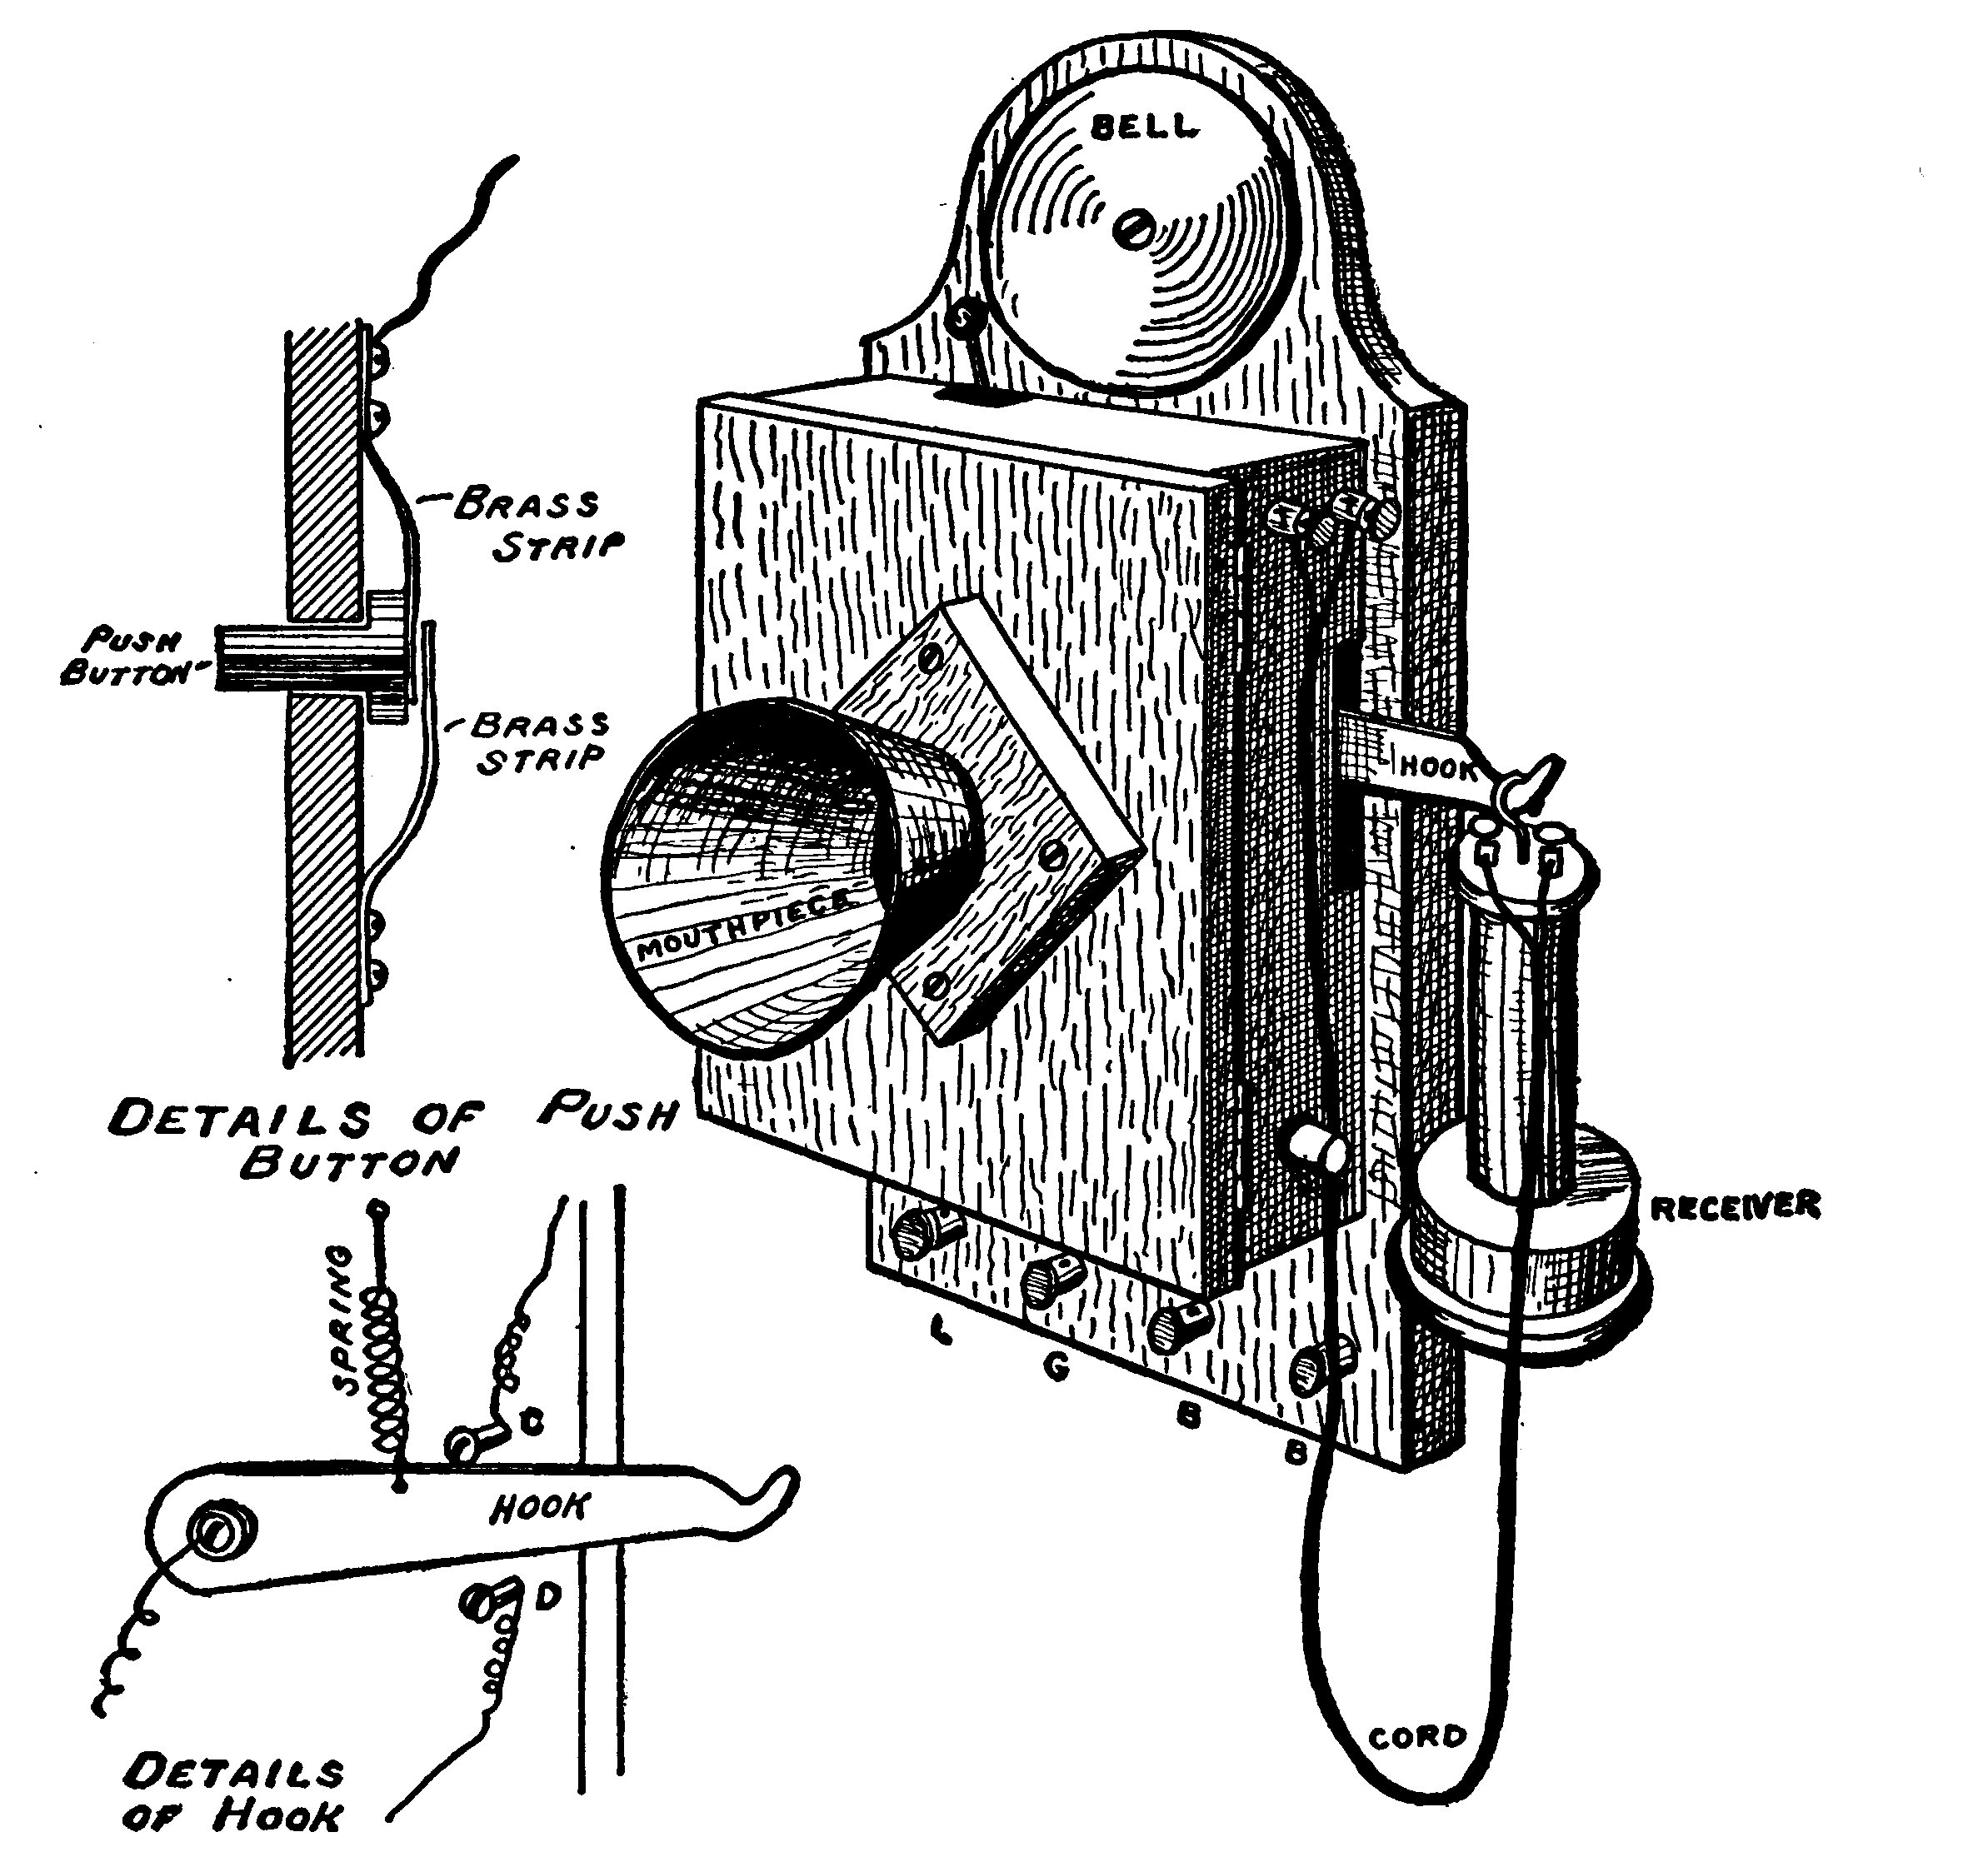 BELL
BRASS
STRIP
PUSH
BUTTON
BRASS
STRIP
HOOK
MOUTHPIECE
DETAILS OF PUSH
BUTTON
RECEIVER
SPRING
L
G
B
B
C
HOOK
D
CORD
DETAILS
OF HOOK